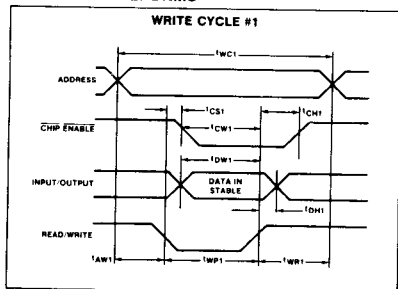 WRITE CYCLE #1
tWC1
ADDRESS
tCS1
tCH1
CHIP ENABLE
tCW1
tDW1
INPUT/OUTPUT
DATA IN
STABLE
tDH1
READ/WRITE
tAW1
tWP1
tWR1